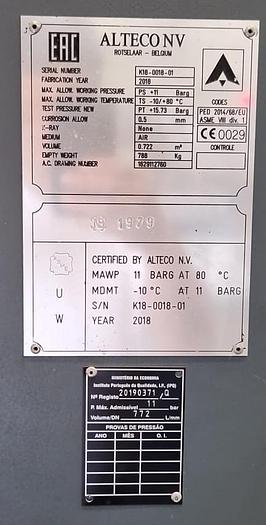 EAC ALTECO NV
ROTSELAAR - BELGIUM
SERIAL NUMBER K18-0018-01
FABRICATION YEAR 2018
MAX. ALLOW. WORKING PRESSURE PS +11 Barg
MAX. ALLOW. WORKING TEMPERATURE TS -10/+80 °C
TEST PRESSURE NEW PT +15.73 Barg
CORROSION ALLOW 0.5 mm
X-RAY None
MEDIUM AIR
VOLUME 0.722 m³
EMPTY WEIGHT 788 Kg
A.C. DRAWING NUMBER 1629112760
CODES
PED 2014/68/EU
ASME VIII div. 1
CE 0029
CONTROLE
1979
U
W
CERTIFIED BY ALTECO N.V.
MAWP 11 BARG AT 80 °C
MDMT -10 °C AT 11 BARG
S/N K18-0018-01
YEAR 2018
MINISTÉRIO DA ECONOMIA
Instituto Português da Qualidade, I.P. (IPQ)
Nº Registo 20190371 /Q
P. Máx. Admissível 11 bar
Volume/DN 772 L/mm
PROVAS DE PRESSÃO
ANO MÊS O. I.